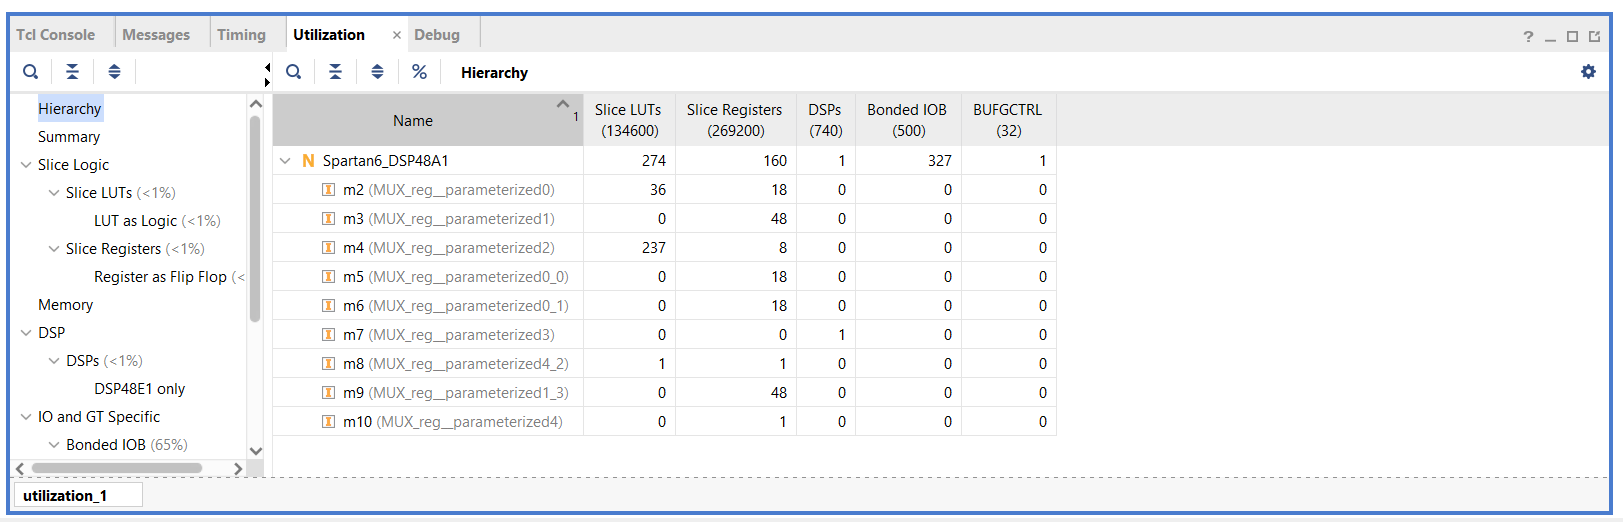 Tcl Console Messages Timing Utilization × Debug ?
% Hierarchy
Hierarchy
Summary
Slice Logic
Slice LUTs (<1%)
LUT as Logic (<1%)
Slice Registers (<1%)
Register as Flip Flop (<
Memory
DSP
DSPs (<1%)
DSP48E1 only
IO and GT Specific
Bonded IOB (65%)
Name 1 Slice LUTs (134600) Slice Registers (269200) DSPs (740) Bonded IOB (500) BUFGCTRL (32)
N Spartan6_DSP48A1 274 160 1 327 1
I m2 (MUX_reg__parameterized0) 36 18 0 0 0
I m3 (MUX_reg__parameterized1) 0 48 0 0 0
I m4 (MUX_reg__parameterized2) 237 8 0 0 0
I m5 (MUX_reg__parameterized0_0) 0 18 0 0 0
I m6 (MUX_reg__parameterized0_1) 0 18 0 0 0
I m7 (MUX_reg__parameterized3) 0 0 1 0 0
I m8 (MUX_reg__parameterized4_2) 1 1 0 0 0
I m9 (MUX_reg__parameterized1_3) 0 48 0 0 0
I m10 (MUX_reg__parameterized4) 0 1 0 0 0
utilization_1